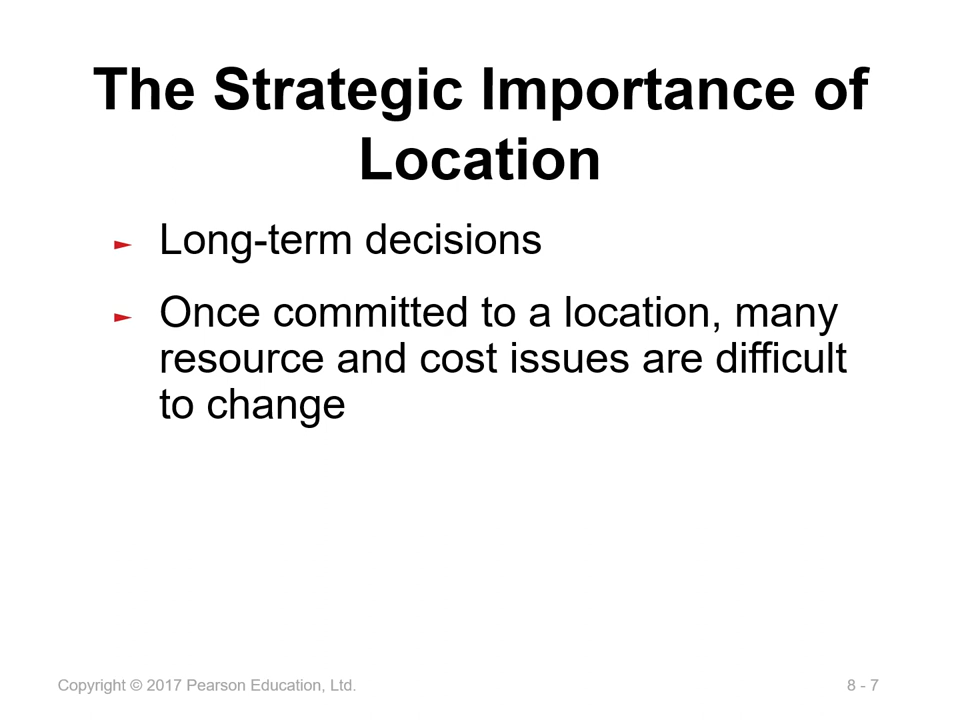 The Strategic Importance of
Location
► Long-term decisions
► Once committed to a location, many
resource and cost issues are difficult
to change
Copyright © 2017 Pearson Education, Ltd.
8 - 7